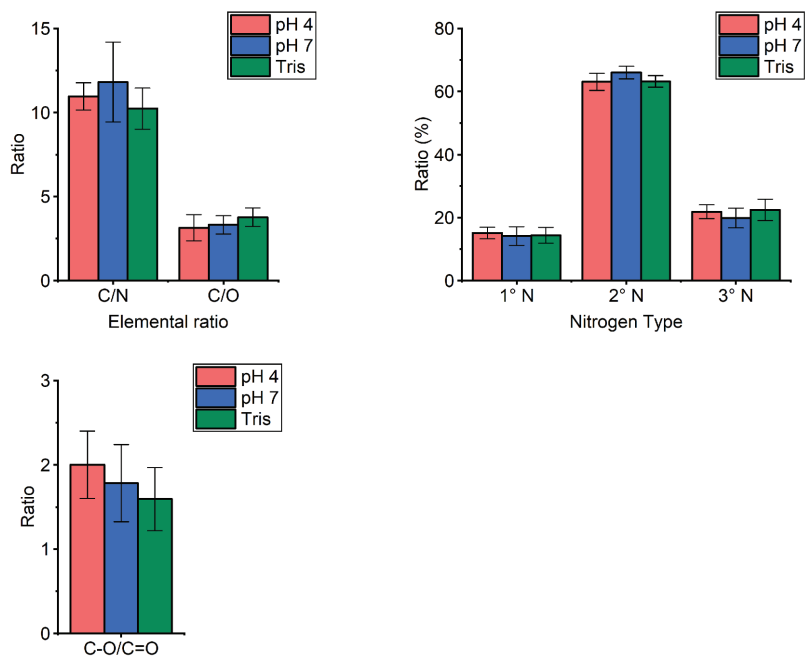 15
10
5
0
Ratio
C/N
C/O
Elemental ratio
pH 4
pH 7
Tris
80
60
40
20
0
Ratio (%)
1° N
2° N
3° N
Nitrogen Type
pH 4
pH 7
Tris
3
2
1
0
Ratio
C-O/C=O
pH 4
pH 7
Tris